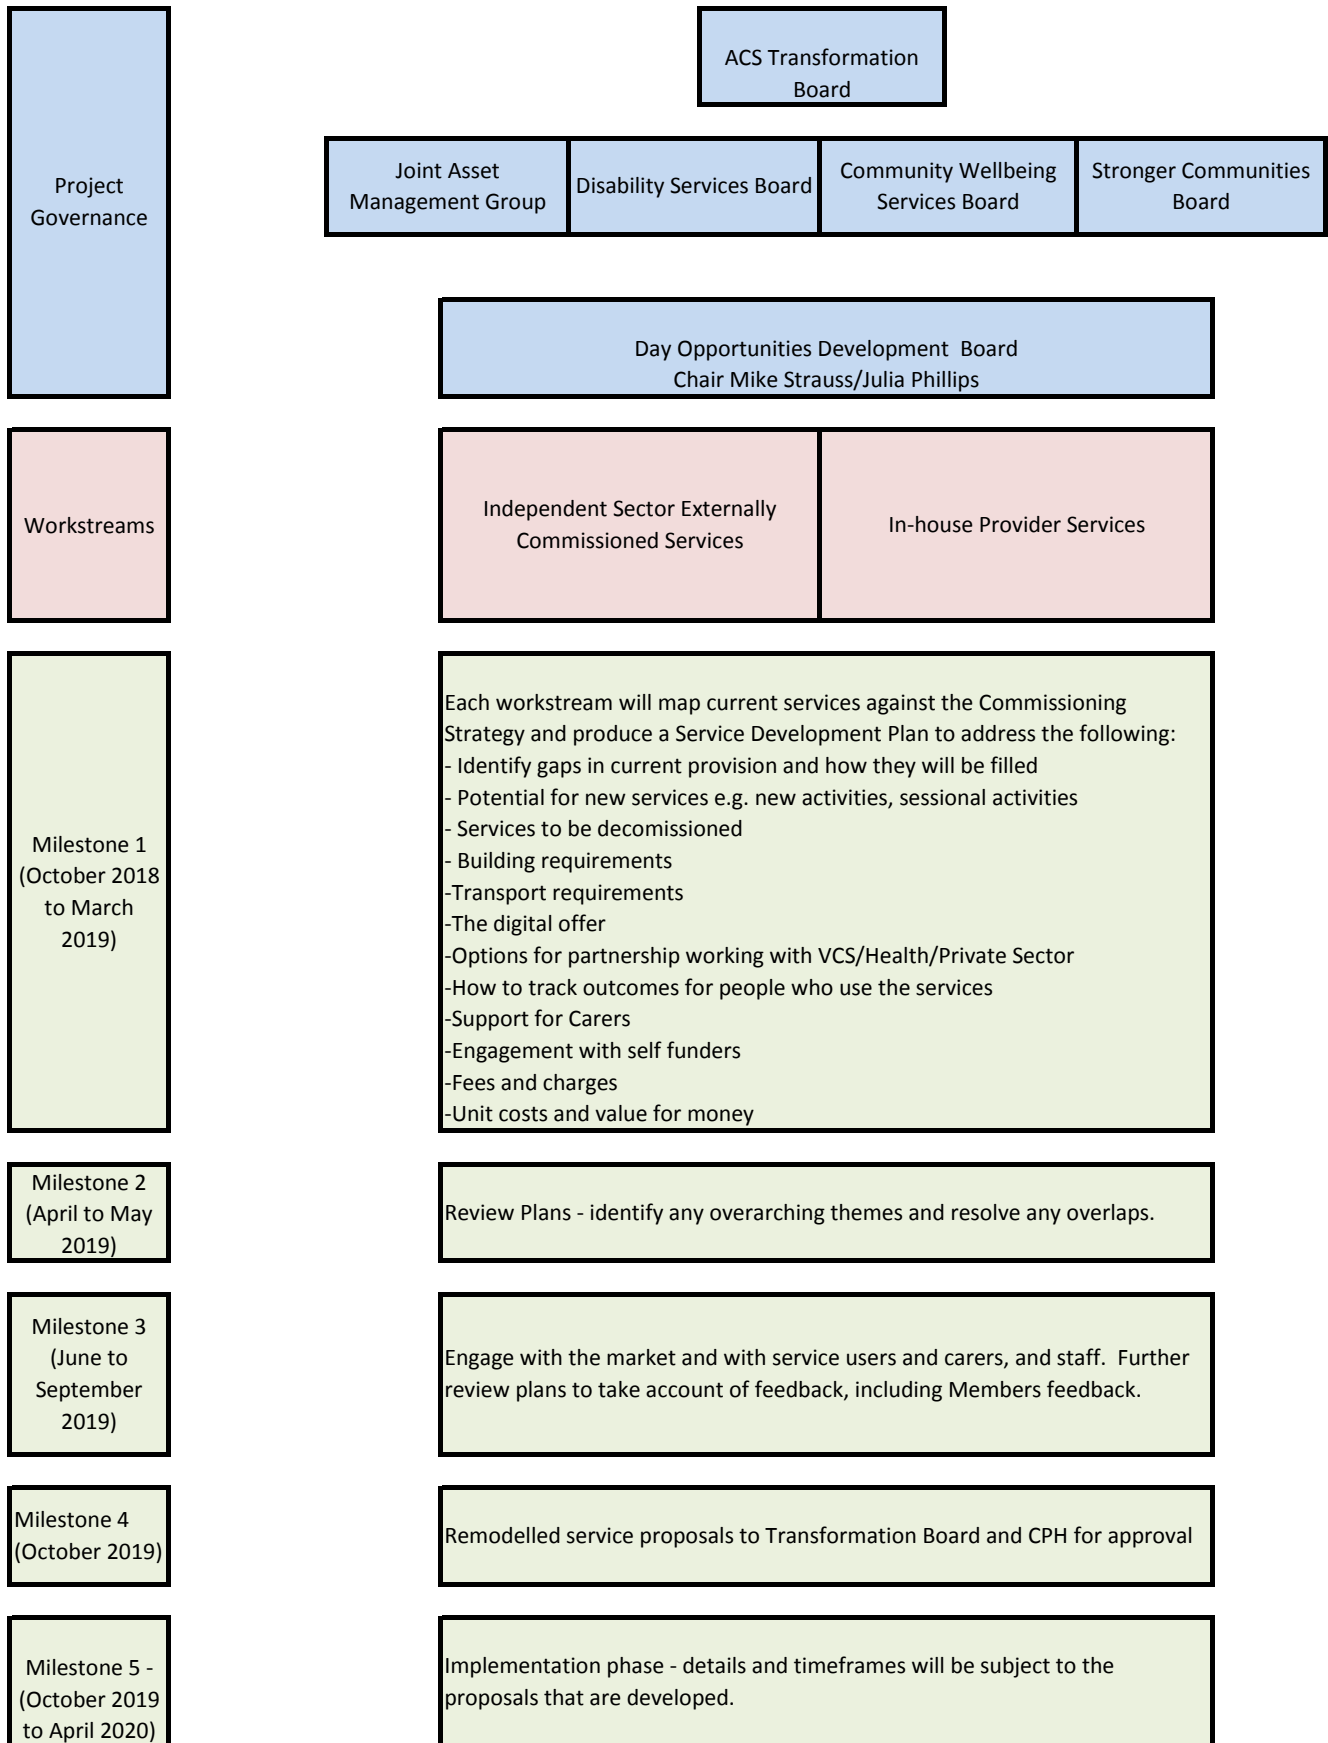 ACS Transformation
Board
Project
Governance
Joint Asset
Management Group
Disability Services Board
Community Wellbeing
Services Board
Stronger Communities
Board
Day Opportunities Development  Board
Chair Mike Strauss/Julia Phillips
Workstreams
Independent Sector Externally
Commissioned Services
In-house Provider Services
Milestone 1
(October 2018
to March
2019)
Each workstream will map current services against the Commissioning
Strategy and produce a Service Development Plan to address the following:
- Identify gaps in current provision and how they will be filled
- Potential for new services e.g. new activities, sessional activities
- Services to be decomissioned
- Building requirements
-Transport requirements
-The digital offer
-Options for partnership working with VCS/Health/Private Sector
-How to track outcomes for people who use the services
-Support for Carers
-Engagement with self funders
-Fees and charges
-Unit costs and value for money
Milestone 2
(April to May
2019)
Review Plans - identify any overarching themes and resolve any overlaps.
Milestone 3
(June to
September
2019)
Engage with the market and with service users and carers, and staff.  Further
review plans to take account of feedback, including Members feedback.
Milestone 4
(October 2019)
Remodelled service proposals to Transformation Board and CPH for approval
Milestone 5 -
(October 2019
to April 2020)
Implementation phase - details and timeframes will be subject to the
proposals that are developed.